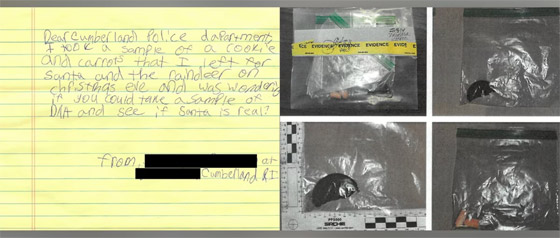 Dear Cumberland Police dapartment,
I took a sample of a cookie
and carrots that I left for
Santa and the raindeer on
christmas eve and was wondering
if you could take a sample of
DNA and see if Santa is real?
from,
at
Cumberland RI
EVIDENCE EVIDENCE EVIDENCE